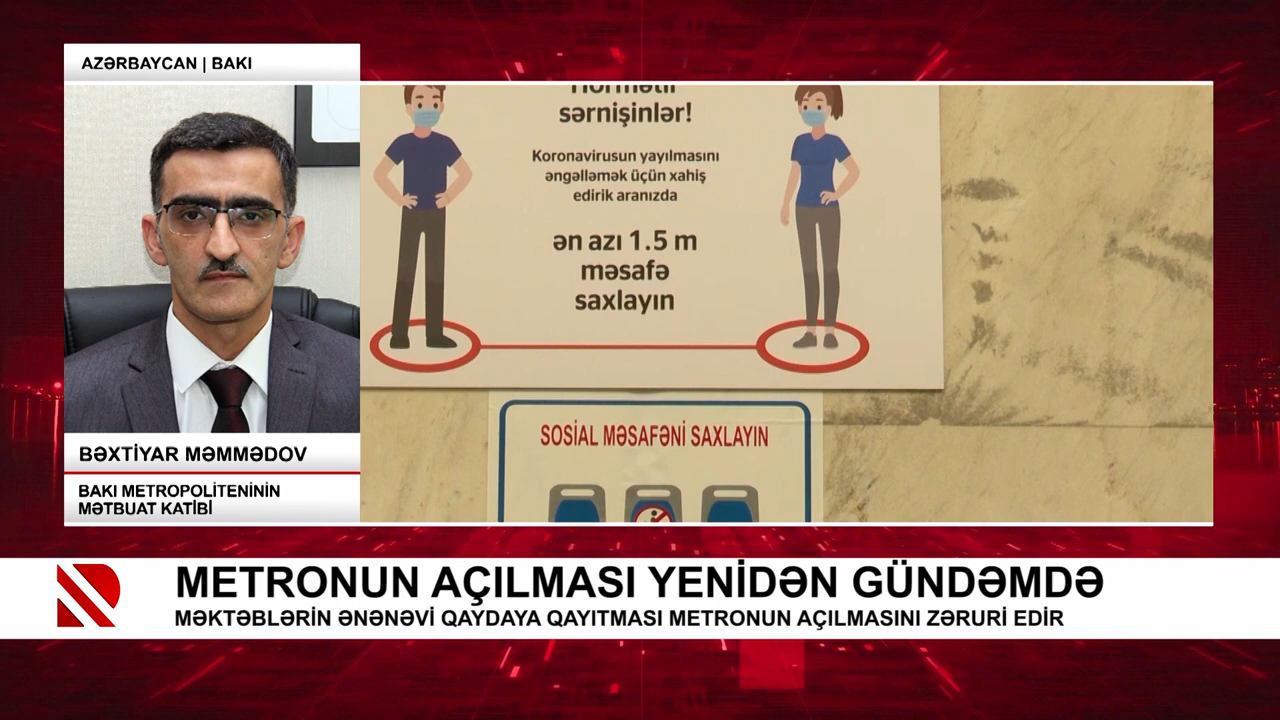 AZƏRBAYCAN | BAKI
Hörmətli
sərnişinlər!
Koronavirusun yayılmasını
əngəlləmək üçün xahiş
edirik aranızda
ən azı 1.5 m
məsafə
saxlayın
SOSİAL MƏSAFƏNİ SAXLAYIN
BƏXTİYAR MƏMMƏDOV
BAKI METROPOLİTENİNİN
MƏTBUAT KATİBİ
METRONUN AÇILMASI YENİDƏN GÜNDƏMDƏ
MƏKTƏBLƏRİN ƏNƏNƏVİ QAYDAYA QAYITMASI METRONUN AÇILMASINI ZƏRURİ EDİR